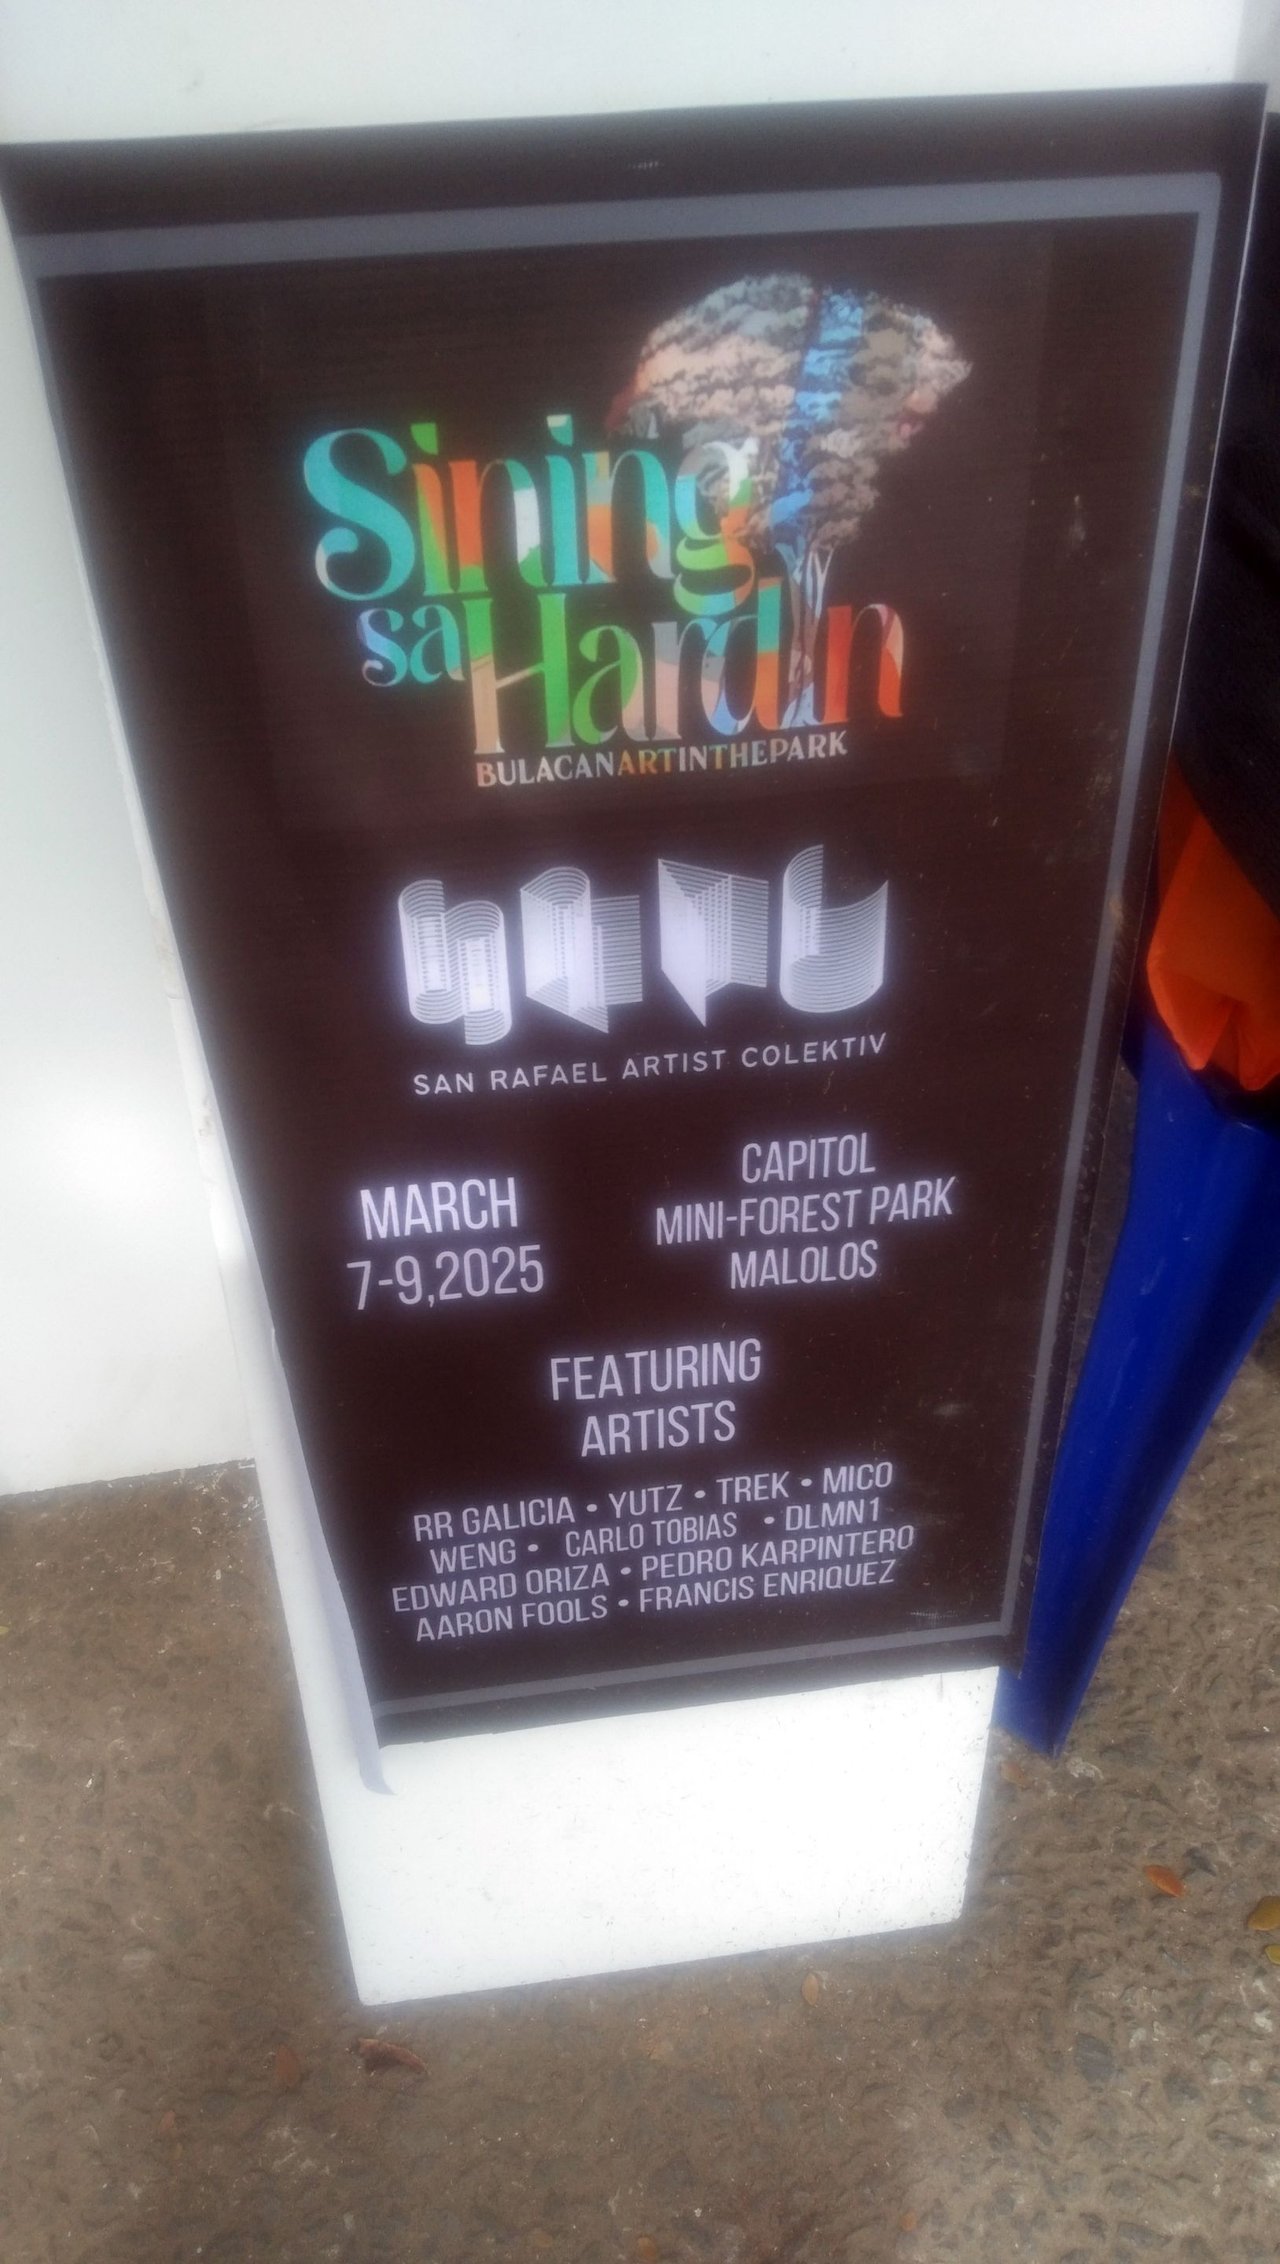 Sining
sa Hardin
BULACANARTINTHEPARK
SRAC
SAN RAFAEL ARTIST COLEKTIV
MARCH
7-9,2025
CAPITOL
MINI-FOREST PARK
MALOLOS
FEATURING
ARTISTS
RR GALICIA • YUTZ • TREK • MICO
WENG • CARLO TOBIAS • DLMN1
EDWARD ORIZA • PEDRO KARPINTERO
AARON FOOLS • FRANCIS ENRIQUEZ